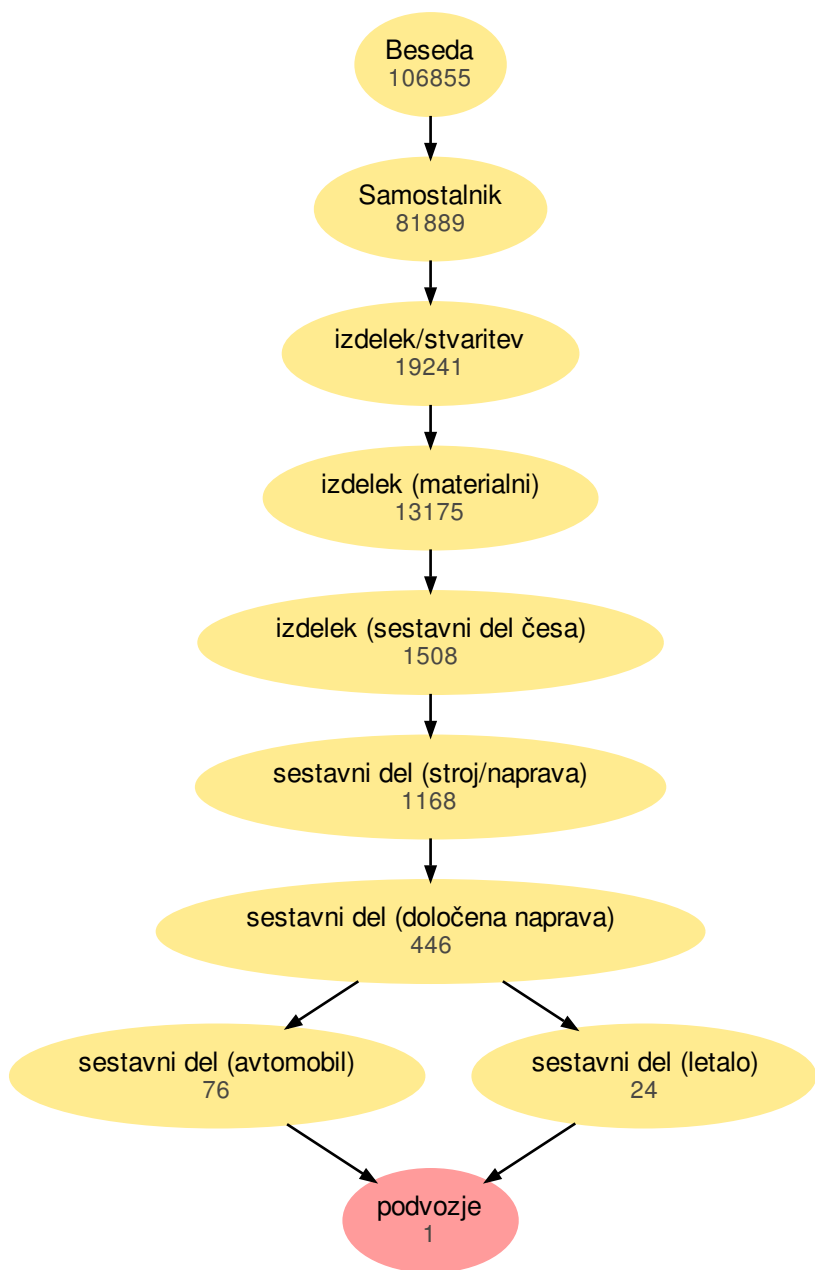 Beseda
106855
Samostalnik
81889
izdelek/stvaritev
19241
izdelek (materialni)
13175
izdelek (sestavni del česa)
1508
sestavni del (stroj/naprava)
1168
sestavni del (določena naprava)
446
sestavni del (avtomobil)
76
sestavni del (letalo)
24
podvozje
1